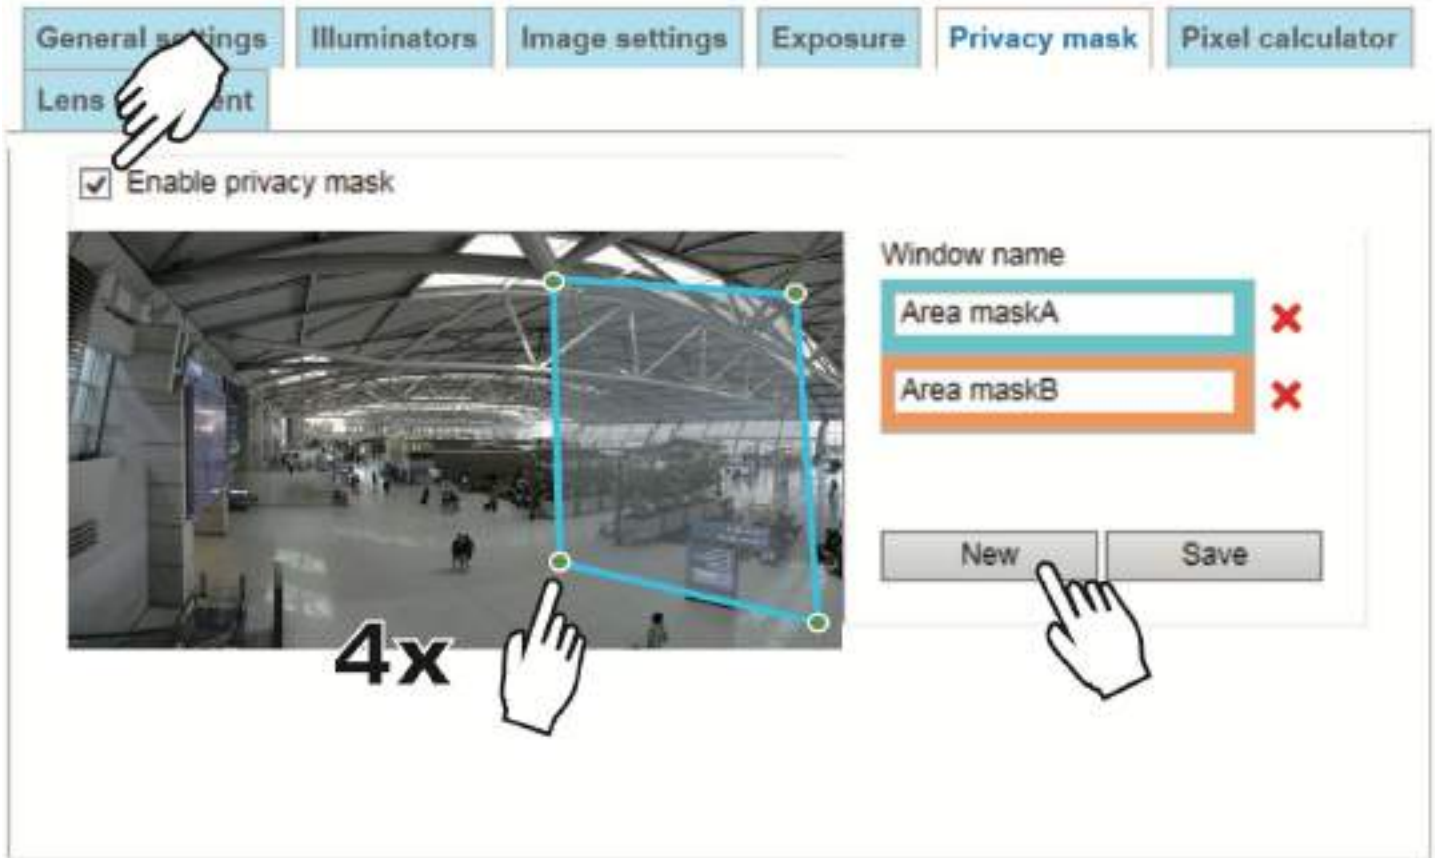 General settings Illuminators Image settings Exposure Privacy mask Pixel calculator
Lens
Enable privacy mask
Window name
Area maskA
Area maskB
New Save
4x